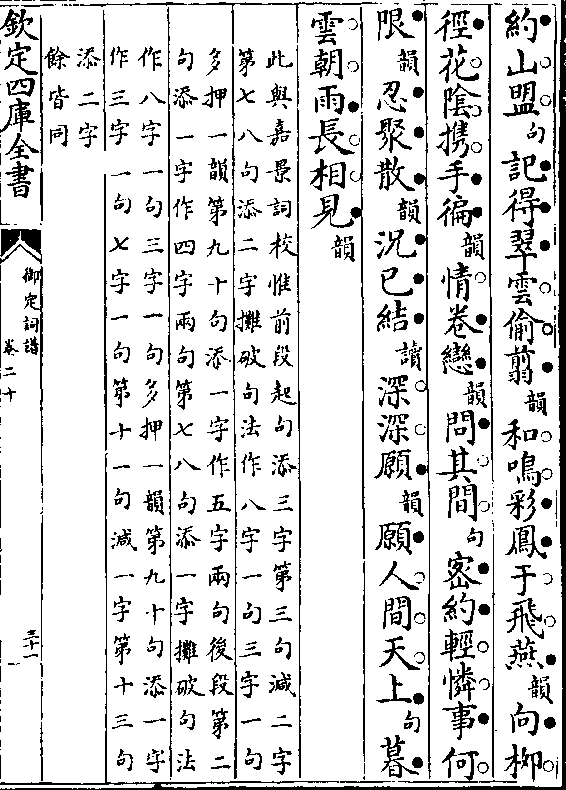 約山盟句記得翠雲偷翦韻和鳴彩鳳于飛燕韻向柳
徑花陰攜手徧韻情眷戀韻問其間句密約輕憐事何
限韻忍聚散韻況已結讀深深願韻願人間天上句暮
雲朝雨長相見韻
此與嘉景詞校惟前段起句添三字第三句減二字
第七八句添二字攤破句法作八字一句三字一句
多押一韻第九十句添一字作五字兩句後段第二
句添一字作四字兩句第七八句添一字攤破句法
作八字一句三字一句多押一韻第九十句添一字
作三字一句七字一句第十一句減一字第十三句
添二字
餘皆同
欽定四庫全書
御定詞譜
卷二十
三十一